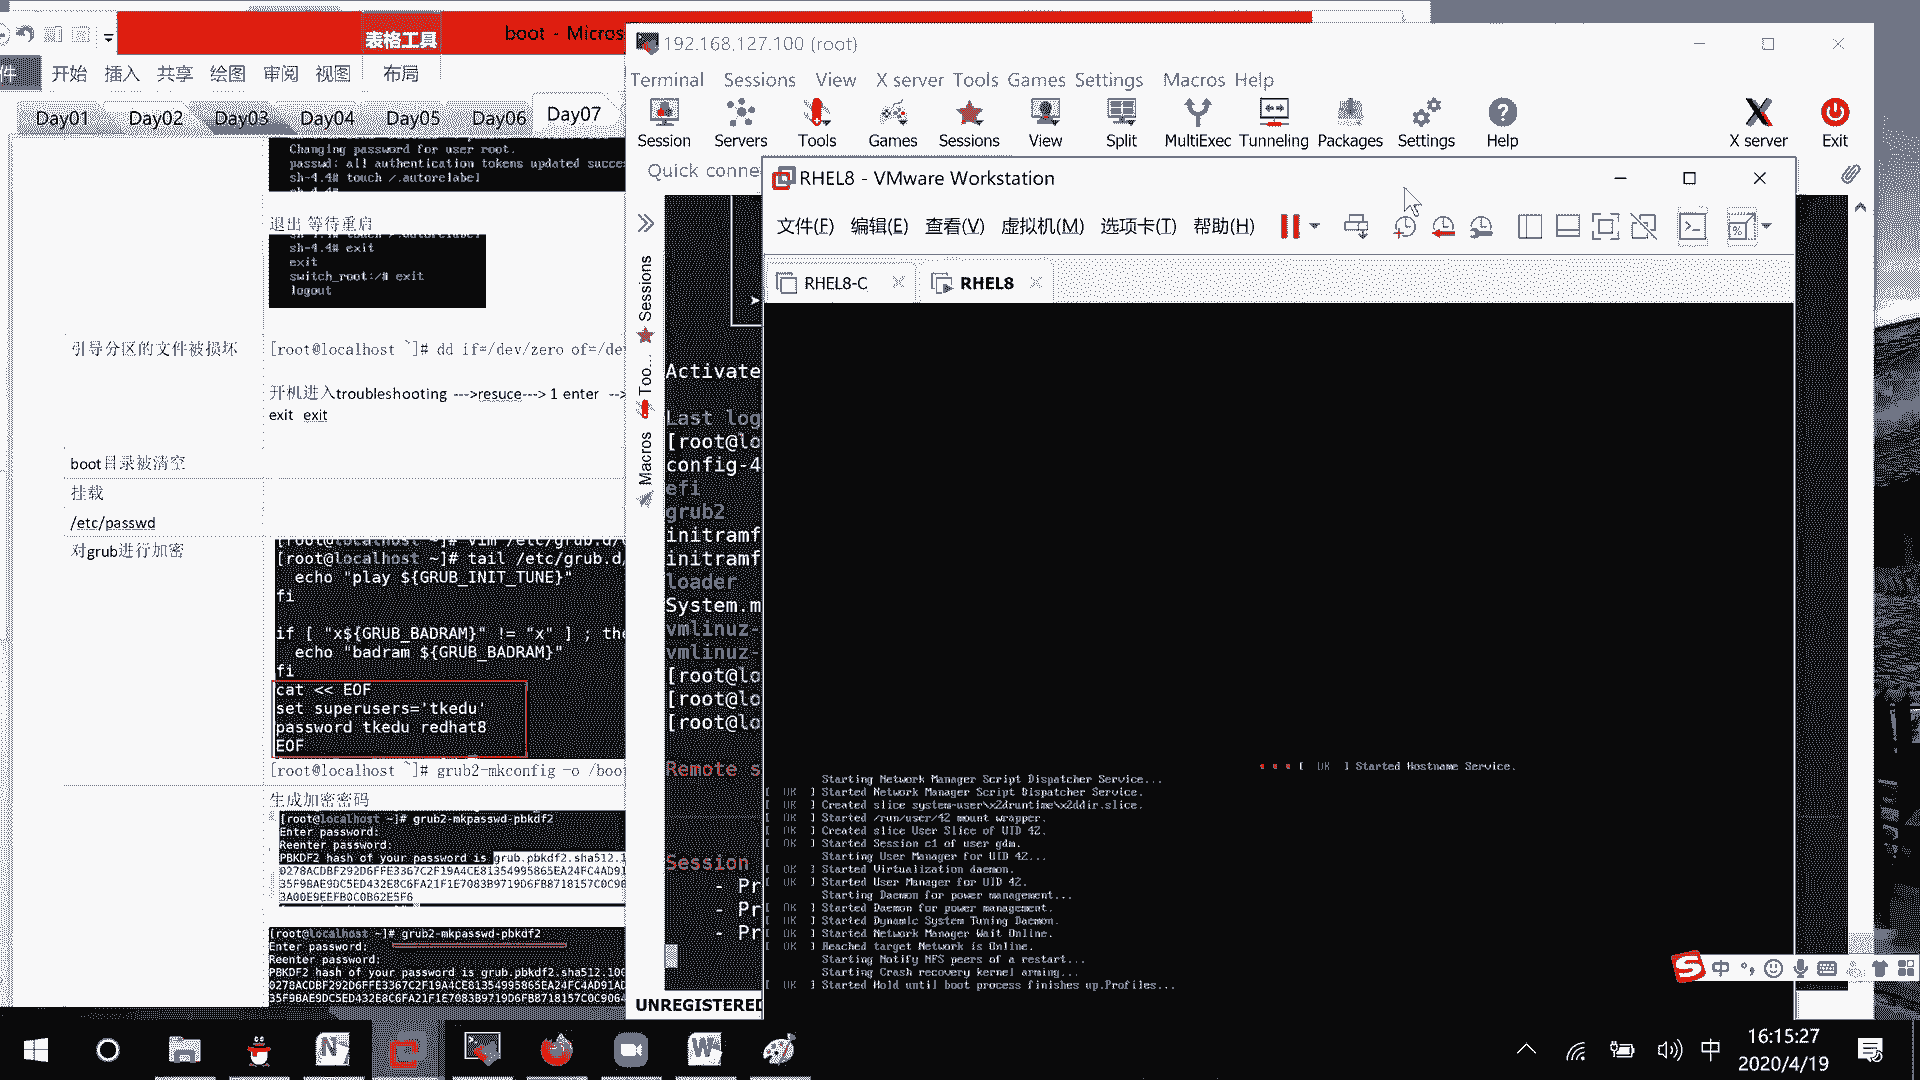 表格工具
boot - Micros
件
开始 插入 共享 绘图 审阅 视图 布局
Day01 Day02 Day03 Day04 Day05 Day06 Day07
Changing password for user root.
passwd: all authentication tokens updated succe
sh-4.4# touch /.autorelabel
退出 等待重启
sh-4.4# exit
exit
switch_root:/# exit
logout
引导分区的文件被损坏
[root@localhost ~]# dd if=/dev/zero of=/de
开机进入troubleshooting --->resuce---> 1 enter -->
exit exit
boot目录被清空
挂载
/etc/passwd
对grub进行加密
[root@localhost ~]# tail /etc/grub.d/
echo "play ${GRUB_INIT_TUNE}"
fi
if [ "x${GRUB_BADRAM}" != "x" ] ; the
echo "badram ${GRUB_BADRAM}"
fi
cat << EOF
set superusers='tkedu'
password tkedu redhat8
EOF
[root@localhost ~]# grub2-mkconfig -o /boo
生成加密密码
[root@localhost ~]# grub2-mkpasswd-pbkdf2
Enter password:
Reenter password:
PBKDF2 hash of your password is grub.pbkdf2.sha512.1
0278ACDBF292D6FFE3367C2F19A4CE81354995865EA24FC4AD91
35F9BAE9DC5ED432E8C6FA21F1E7083B9719D6FB8718157C0C90
3A00E9EEFB0C0B62E5F6
[root@localhost ~]# grub2-mkpasswd-pbkdf2
Enter password:
Reenter password:
PBKDF2 hash of your password is grub.pbkdf2.sha512.100
0278ACDBF292D6FFE3367C2F19A4CE81354995865EA24FC4AD91AD
35F9BAE9DC5ED432E8C6FA21F1E7083B9719D6FB8718157C0C9064
192.168.127.100 (root)
Terminal Sessions View X server Tools Games Settings Macros Help
Session Servers Tools Games Sessions View Split MultiExec Tunneling Packages Settings Help X server Exit
Quick conne
Sessions
Too...
Macros
Activate
Last log
[root@lo
config-4
efi
grub2
initramf
initramf
loader
System.m
vmlinuz-
vmlinuz-
[root@lo
[root@lo
[root@lo
Remote s
Session
- Pr
- Pr
- Pr
UNREGISTERED
RHEL8 - VMware Workstation
文件(F) 编辑(E) 查看(V) 虚拟机(M) 选项卡(T) 帮助(H)
RHEL8-C RHEL8
[ OK ] Started Hostname Service.
Starting Network Manager Script Dispatcher Service...
[ OK ] Started Network Manager Script Dispatcher Service.
[ OK ] Created slice system-user\x2druntime\x2ddir.slice.
[ OK ] Started /run/user/42 mount wrapper.
[ OK ] Created slice User Slice of UID 42.
[ OK ] Started Session c1 of user gdm.
Starting User Manager for UID 42...
[ OK ] Started Virtualization daemon.
[ OK ] Started User Manager for UID 42.
Starting Daemon for power management...
[ OK ] Started Daemon for power management.
[ OK ] Started Dynamic System Tuning Daemon.
[ OK ] Started Network Manager Wait Online.
[ OK ] Reached target Network is Online.
Starting Notify NFS peers of a restart...
Starting Crash recovery kernel arming...
[ OK ] Started Hold until boot process finishes up.Profiles...
中
中
16:15:27
2020/4/19